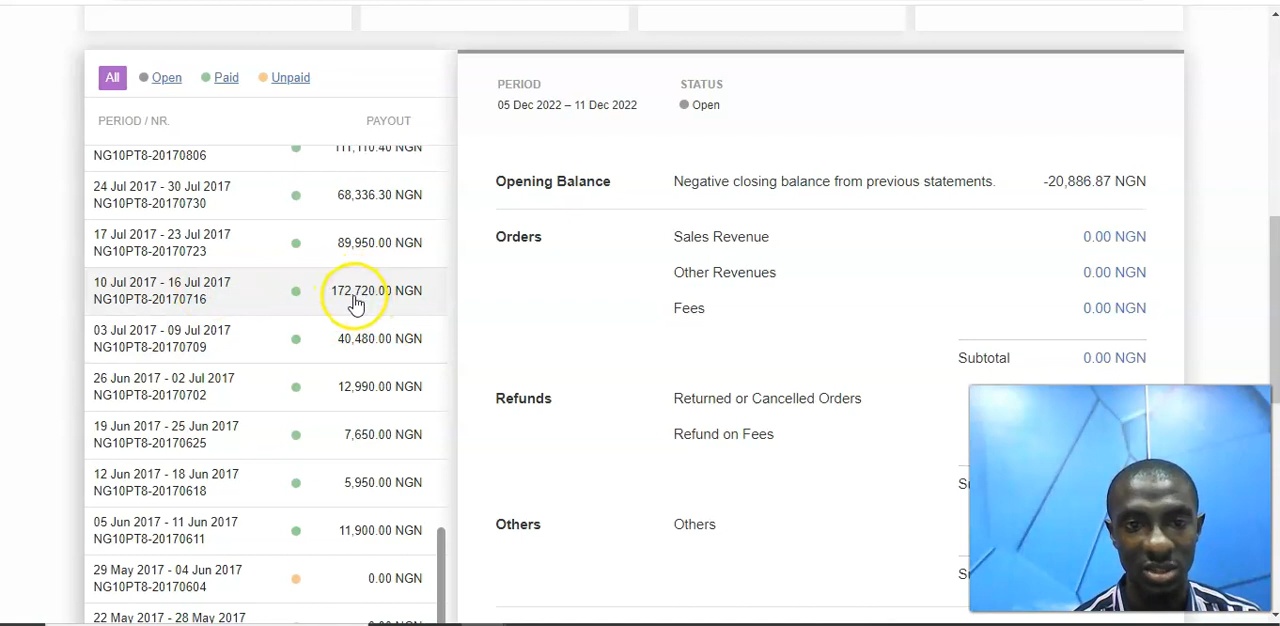 All Open Paid Unpaid
PERIOD / NR. PAYOUT
111,110.40 NGN
NG10PT8-20170806
24 Jul 2017 - 30 Jul 2017
NG10PT8-20170730
68,336.30 NGN
17 Jul 2017 - 23 Jul 2017
NG10PT8-20170723
89,950.00 NGN
10 Jul 2017 - 16 Jul 2017
NG10PT8-20170716
172,720.00 NGN
03 Jul 2017 - 09 Jul 2017
NG10PT8-20170709
40,480.00 NGN
26 Jun 2017 - 02 Jul 2017
NG10PT8-20170702
12,990.00 NGN
19 Jun 2017 - 25 Jun 2017
NG10PT8-20170625
7,650.00 NGN
12 Jun 2017 - 18 Jun 2017
NG10PT8-20170618
5,950.00 NGN
05 Jun 2017 - 11 Jun 2017
NG10PT8-20170611
11,900.00 NGN
29 May 2017 - 04 Jun 2017
NG10PT8-20170604
0.00 NGN
22 May 2017 - 28 May 2017
PERIOD STATUS
05 Dec 2022 – 11 Dec 2022 Open
Opening Balance Negative closing balance from previous statements. -20,886.87 NGN
Orders Sales Revenue 0.00 NGN
Other Revenues 0.00 NGN
Fees 0.00 NGN
Subtotal 0.00 NGN
Refunds Returned or Cancelled Orders
Refund on Fees
Others Others